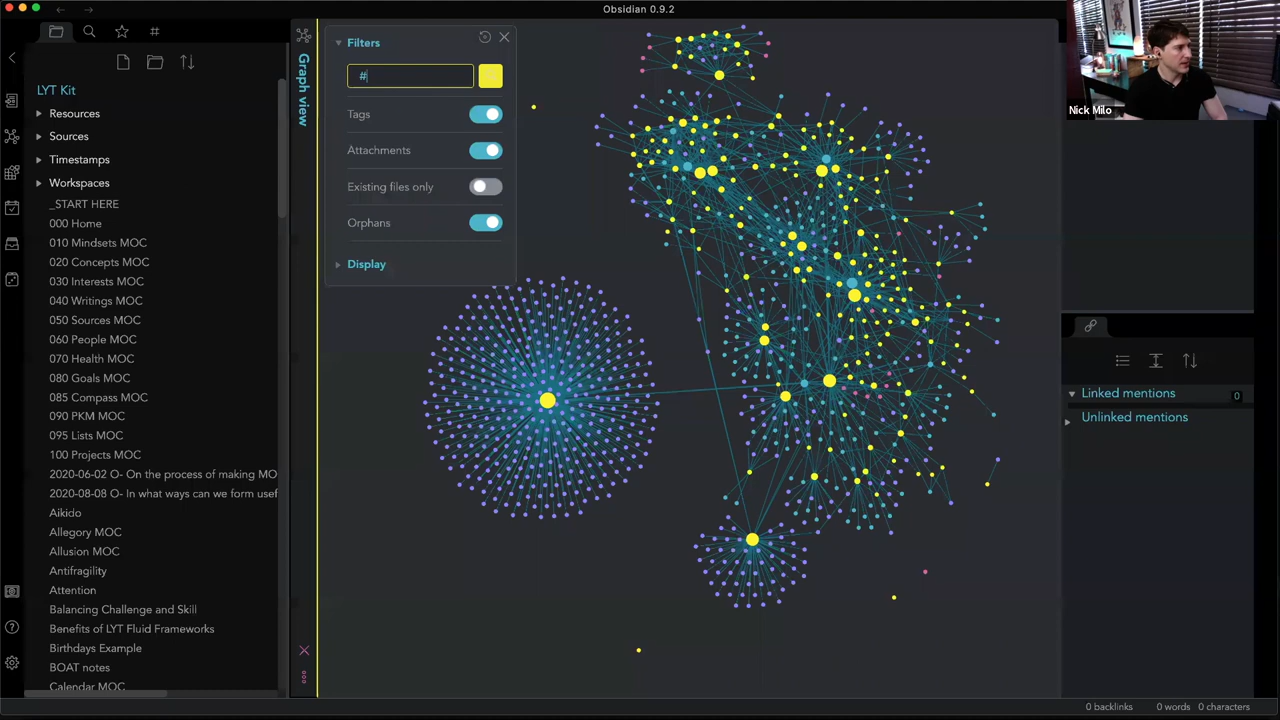 Obsidian 0.9.2
LYT Kit
Resources
Sources
Timestamps
Workspaces
_START HERE
000 Home
010 Mindsets MOC
020 Concepts MOC
030 Interests MOC
040 Writings MOC
050 Sources MOC
060 People MOC
070 Health MOC
080 Goals MOC
085 Compass MOC
090 PKM MOC
095 Lists MOC
100 Projects MOC
2020-06-02 O- On the process of making MO
2020-08-08 O- In what ways can we form usef
Aikido
Allegory MOC
Allusion MOC
Antifragility
Attention
Balancing Challenge and Skill
Benefits of LYT Fluid Frameworks
Birthdays Example
BOAT notes
Calendar MOC
Graph view
Filters
#
Tags
Attachments
Existing files only
Orphans
Display
Nick Milo
Linked mentions 0
Unlinked mentions
0 backlinks 0 words 0 characters